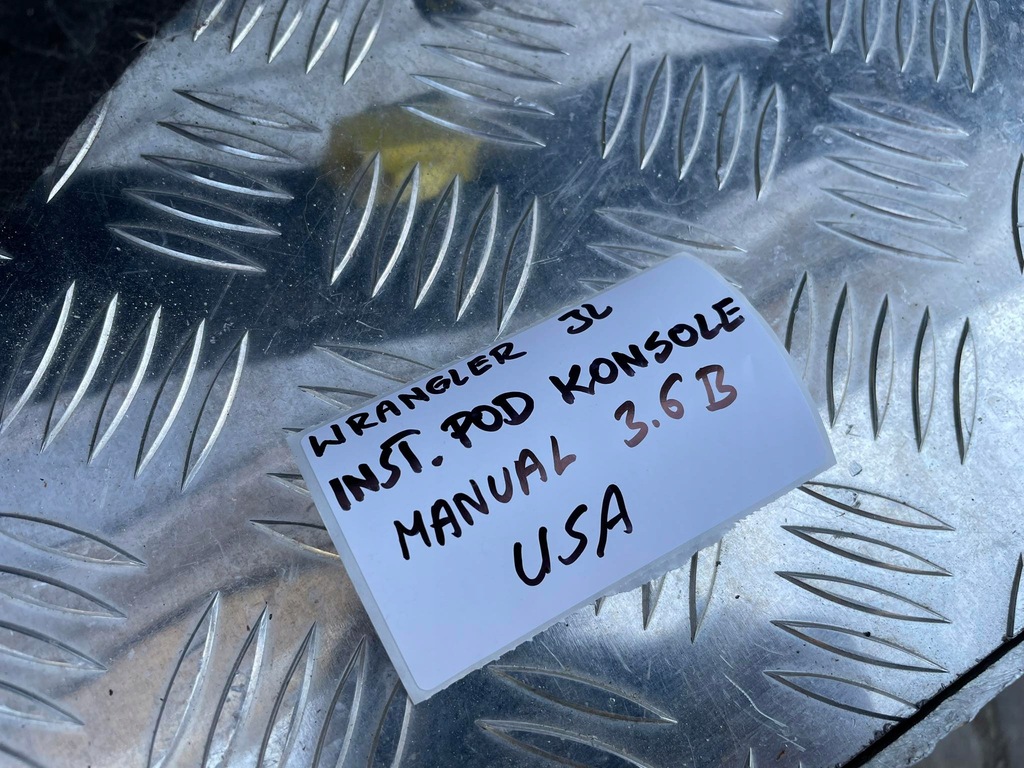 WRANGLER JL
INST. POD KONSOLE
MANUAL 3.6 B
USA